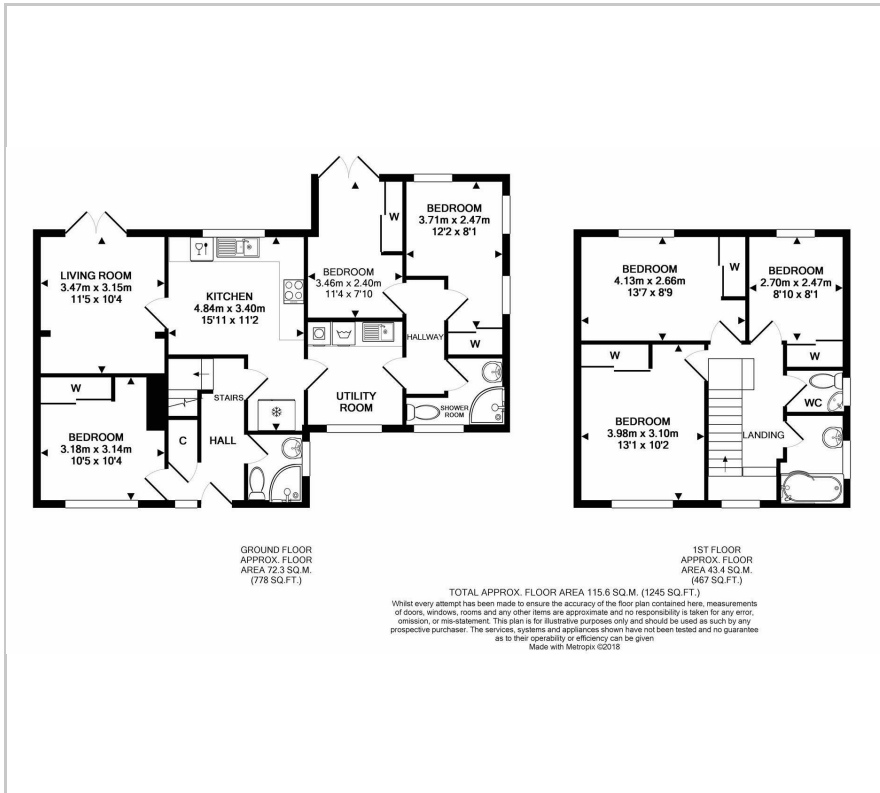 LIVING ROOM
3.47m x 3.15m
11'5 x 10'4
KITCHEN
4.84m x 3.40m
15'11 x 11'2
BEDROOM
3.46m x 2.40m
11'4 x 7'10
W
BEDROOM
3.71m x 2.47m
12'2 x 8'1
W
HALLWAY
UTILITY
ROOM
SHOWER
ROOM
STAIRS
W
BEDROOM
3.18m x 3.14m
10'5 x 10'4
C
HALL
BEDROOM
4.13m x 2.66m
13'7 x 8'9
W
BEDROOM
2.70m x 2.47m
8'10 x 8'1
W
W
BEDROOM
3.98m x 3.10m
13'1 x 10'2
LANDING
WC
GROUND FLOOR
APPROX. FLOOR
AREA 72.3 SQ.M.
(778 SQ.FT.)
1ST FLOOR
APPROX. FLOOR
AREA 43.4 SQ.M.
(467 SQ.FT.)
TOTAL APPROX. FLOOR AREA 115.6 SQ.M. (1245 SQ.FT.)
Whilst every attempt has been made to ensure the accuracy of the floor plan contained here, measurements
of doors, windows, rooms and any other items are approximate and no responsibility is taken for any error,
omission, or mis-statement. This plan is for illustrative purposes only and should be used as such by any
prospective purchaser. The services, systems and appliances shown have not been tested and no guarantee
as to their operability or efficiency can be given
Made with Metropix ©2018